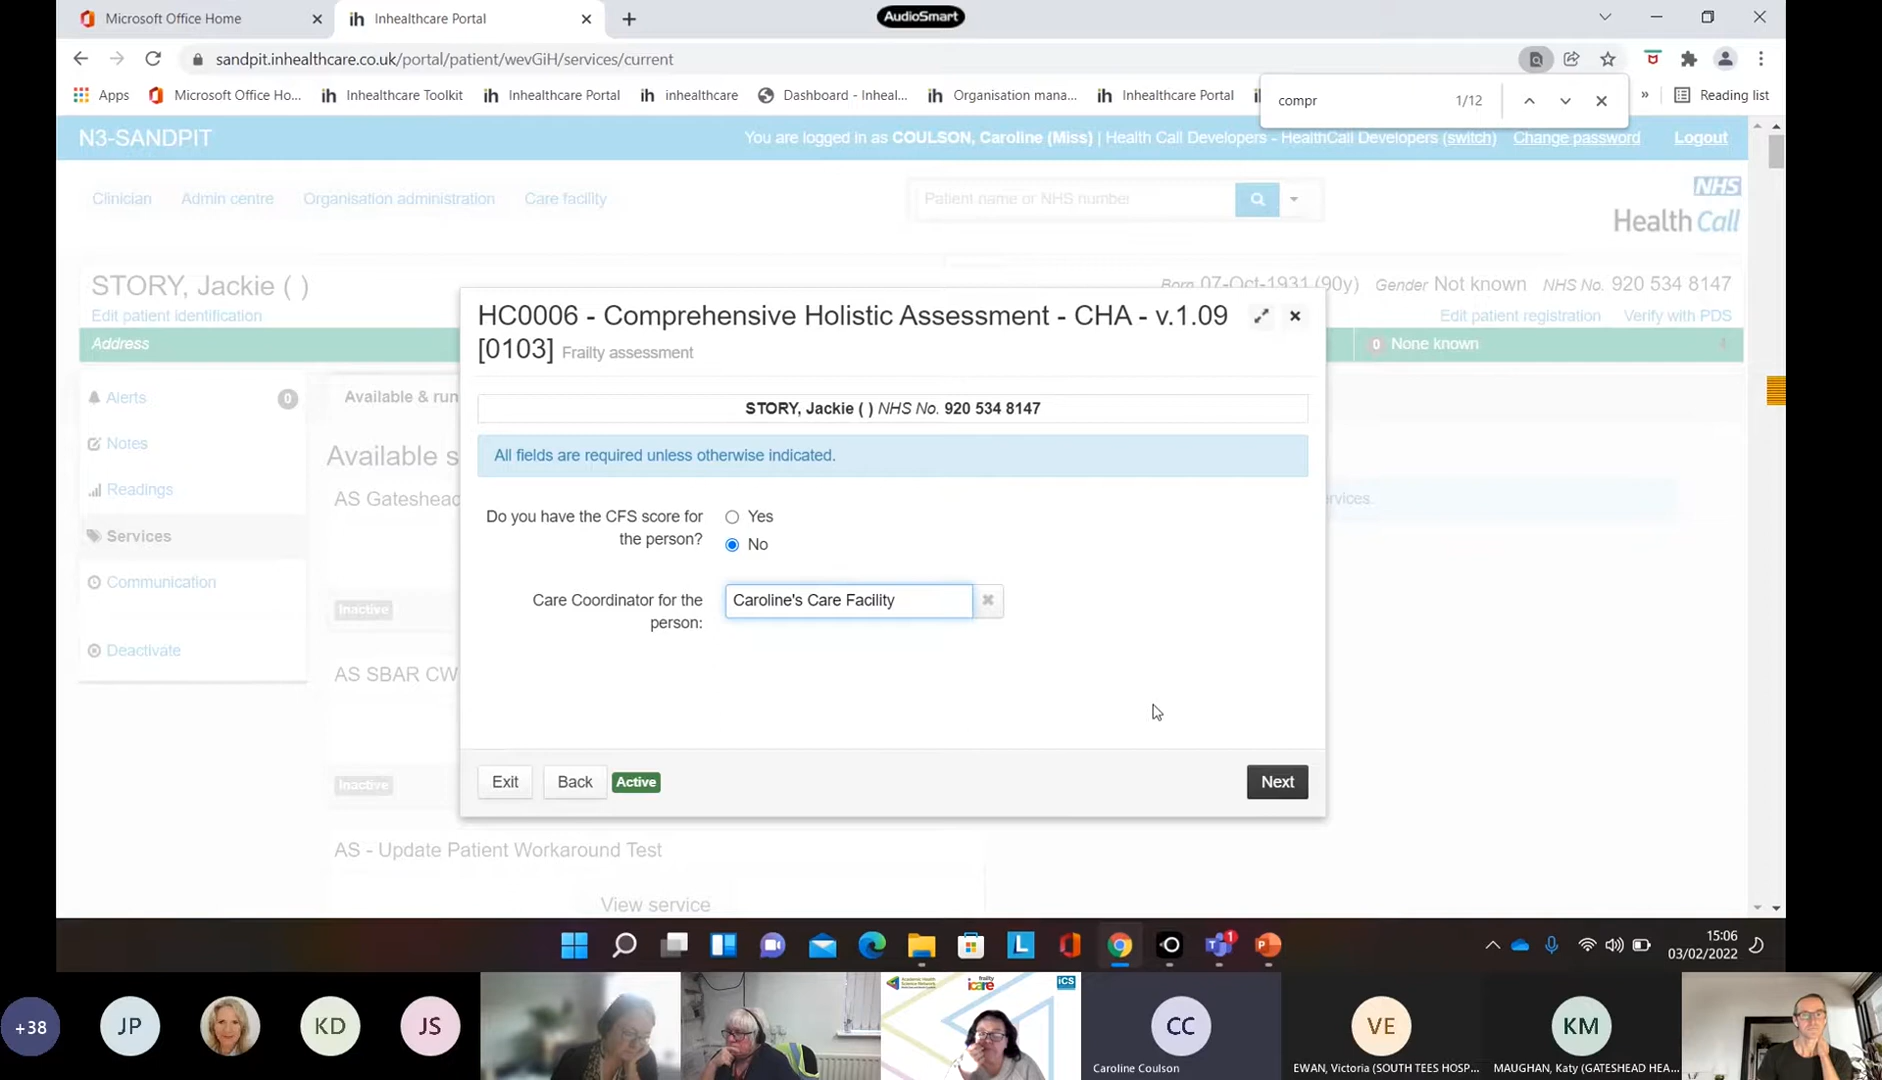 Microsoft Office Home
Inhealthcare Portal
AudioSmart
sandpit.inhealthcare.co.uk/portal/patient/wevGiH/services/current
Apps
Microsoft Office Ho...
Inhealthcare Toolkit
Inhealthcare Portal
inhealthcare
Dashboard - Inheal...
Organisation mana...
Inhealthcare Portal
compr
1/12
»
Reading list
N3-SANDPIT
You are logged in as COULSON, Caroline (Miss) | Health Call Developers - HealthCall Developers (switch)
Change password
Logout
Clinician
Admin centre
Organisation administration
Care facility
Patient name or NHS number
NHS
Health Call
STORY, Jackie ( )
Born 07-Oct-1931 (90y) Gender Not known NHS No. 920 534 8147
Edit patient identification
Edit patient registration
Verify with PDS
Address
0 None known
Alerts
0
Notes
Readings
Services
Communication
Deactivate
Available & run
Available s
AS Gateshead
rvices.
Inactive
AS SBAR CW
Inactive
AS - Update Patient Workaround Test
View service
HC0006 - Comprehensive Holistic Assessment - CHA - v.1.09
[0103] Frailty assessment
STORY, Jackie ( ) NHS No. 920 534 8147
All fields are required unless otherwise indicated.
Do you have the CFS score for
the person?
Yes
No
Care Coordinator for the
person:
Caroline's Care Facility
Exit
Back
Active
Next
L
1
15:06
03/02/2022
+38
JP
KD
JS
frailty
icare
iCS
CC
Caroline Coulson
VE
EWAN, Victoria (SOUTH TEES HOSP...
KM
MAUGHAN, Katy (GATESHEAD HEA...